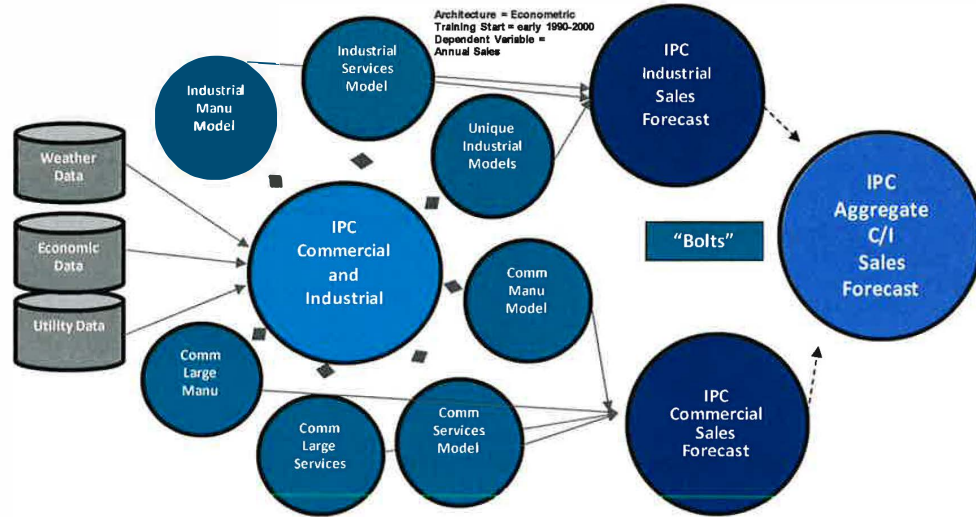 Architecture = Econometric
Training Start = early 1990-2000
Dependent Variable =
Annual Sales
Industrial
Services
Model
Industrial
Manu
Model
Unique
Industrial
Models
IPC
Industrial
Sales
Forecast
Weather
Data
Economic
Data
Utility Data
IPC
Commercial
and
Industrial
"Bolts"
IPC
Aggregate
C/I
Sales
Forecast
Comm
Manu
Model
Comm
Large
Manu
Comm
Large
Services
Comm
Services
Model
IPC
Commercial
Sales
Forecast